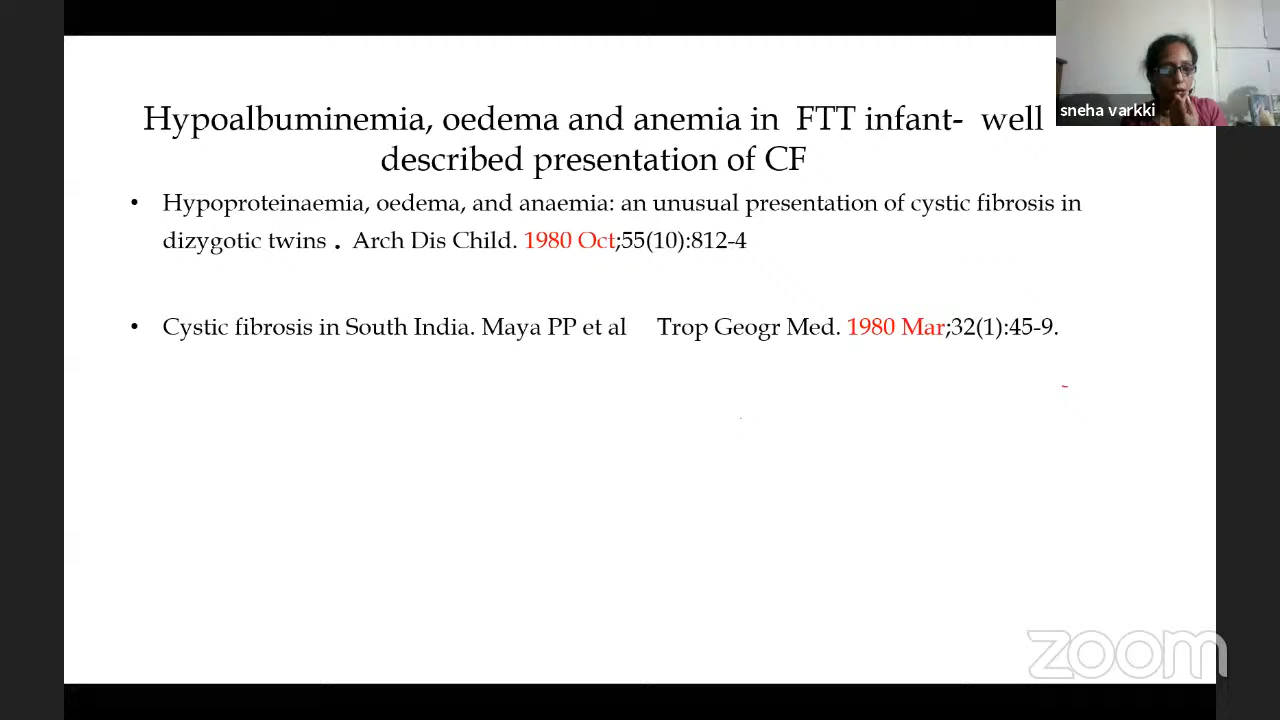 sneha varkki
Hypoalbuminemia, oedema and anemia in FTT infant- well
described presentation of CF
• Hypoproteinaemia, oedema, and anaemia: an unusual presentation of cystic fibrosis in
dizygotic twins . Arch Dis Child. 1980 Oct;55(10):812-4
• Cystic fibrosis in South India. Maya PP et al Trop Geogr Med. 1980 Mar;32(1):45-9.
zoom